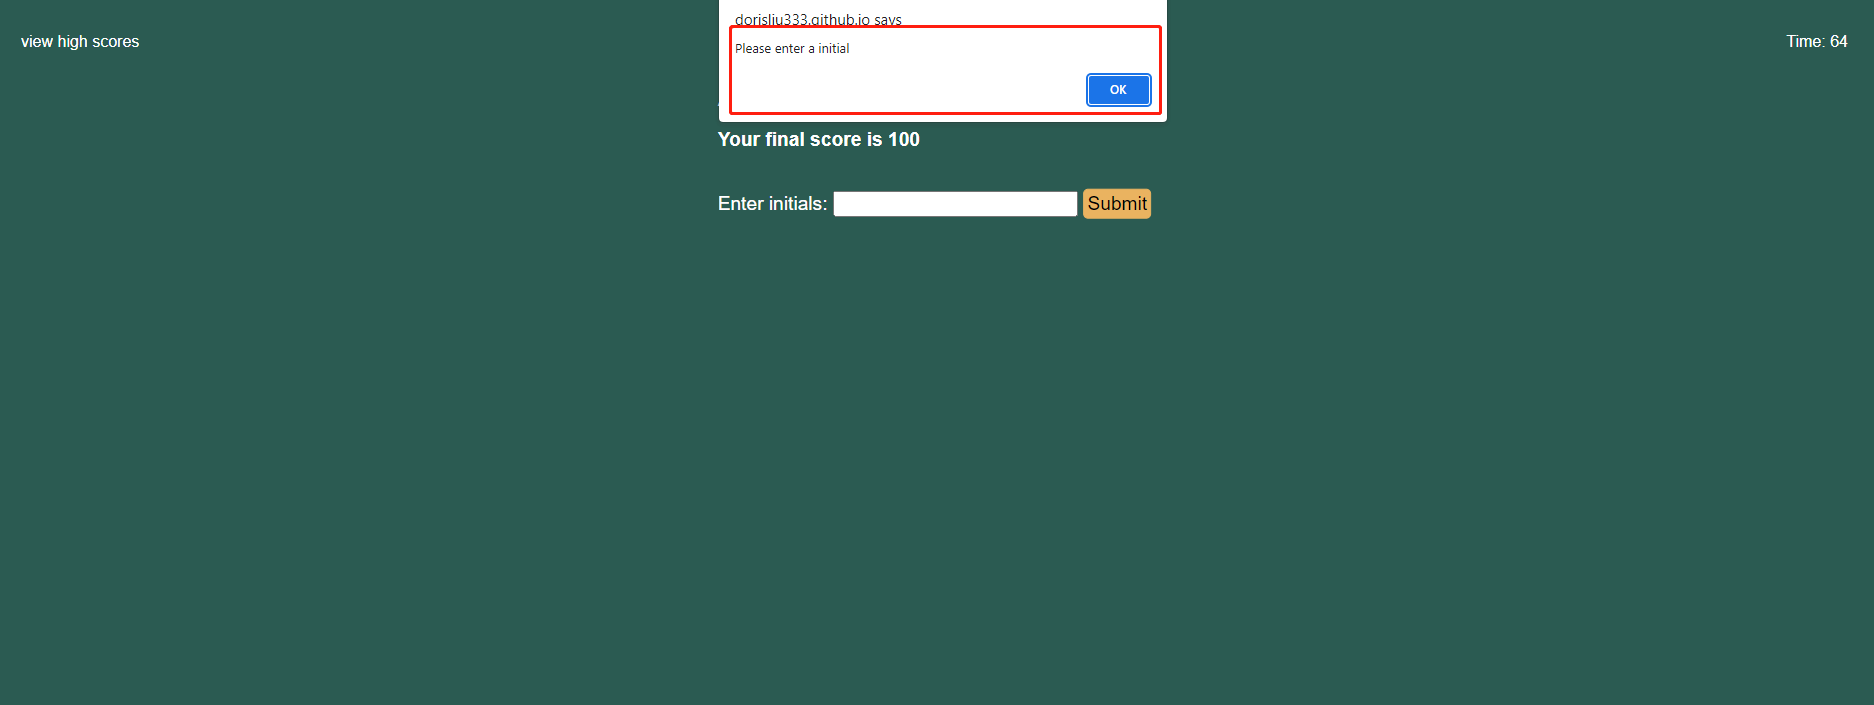 dorisliu333.github.io says
view high scores
Please enter a initial
Time: 64
OK
Your final score is 100
Enter initials:
Submit